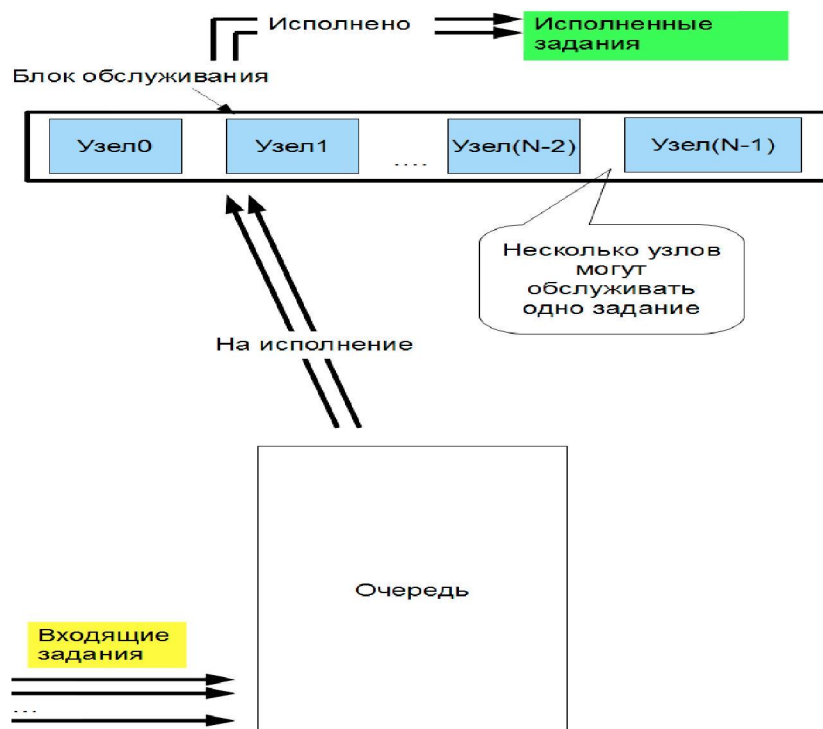 Исполнено
Исполненные
задания
Блок обслуживания
Узел0
Узел1
....
Узел(N-2)
Узел(N-1)
Несколько узлов
могут
обслуживать
одно задание
На исполнение
Очередь
Входящие
задания
...